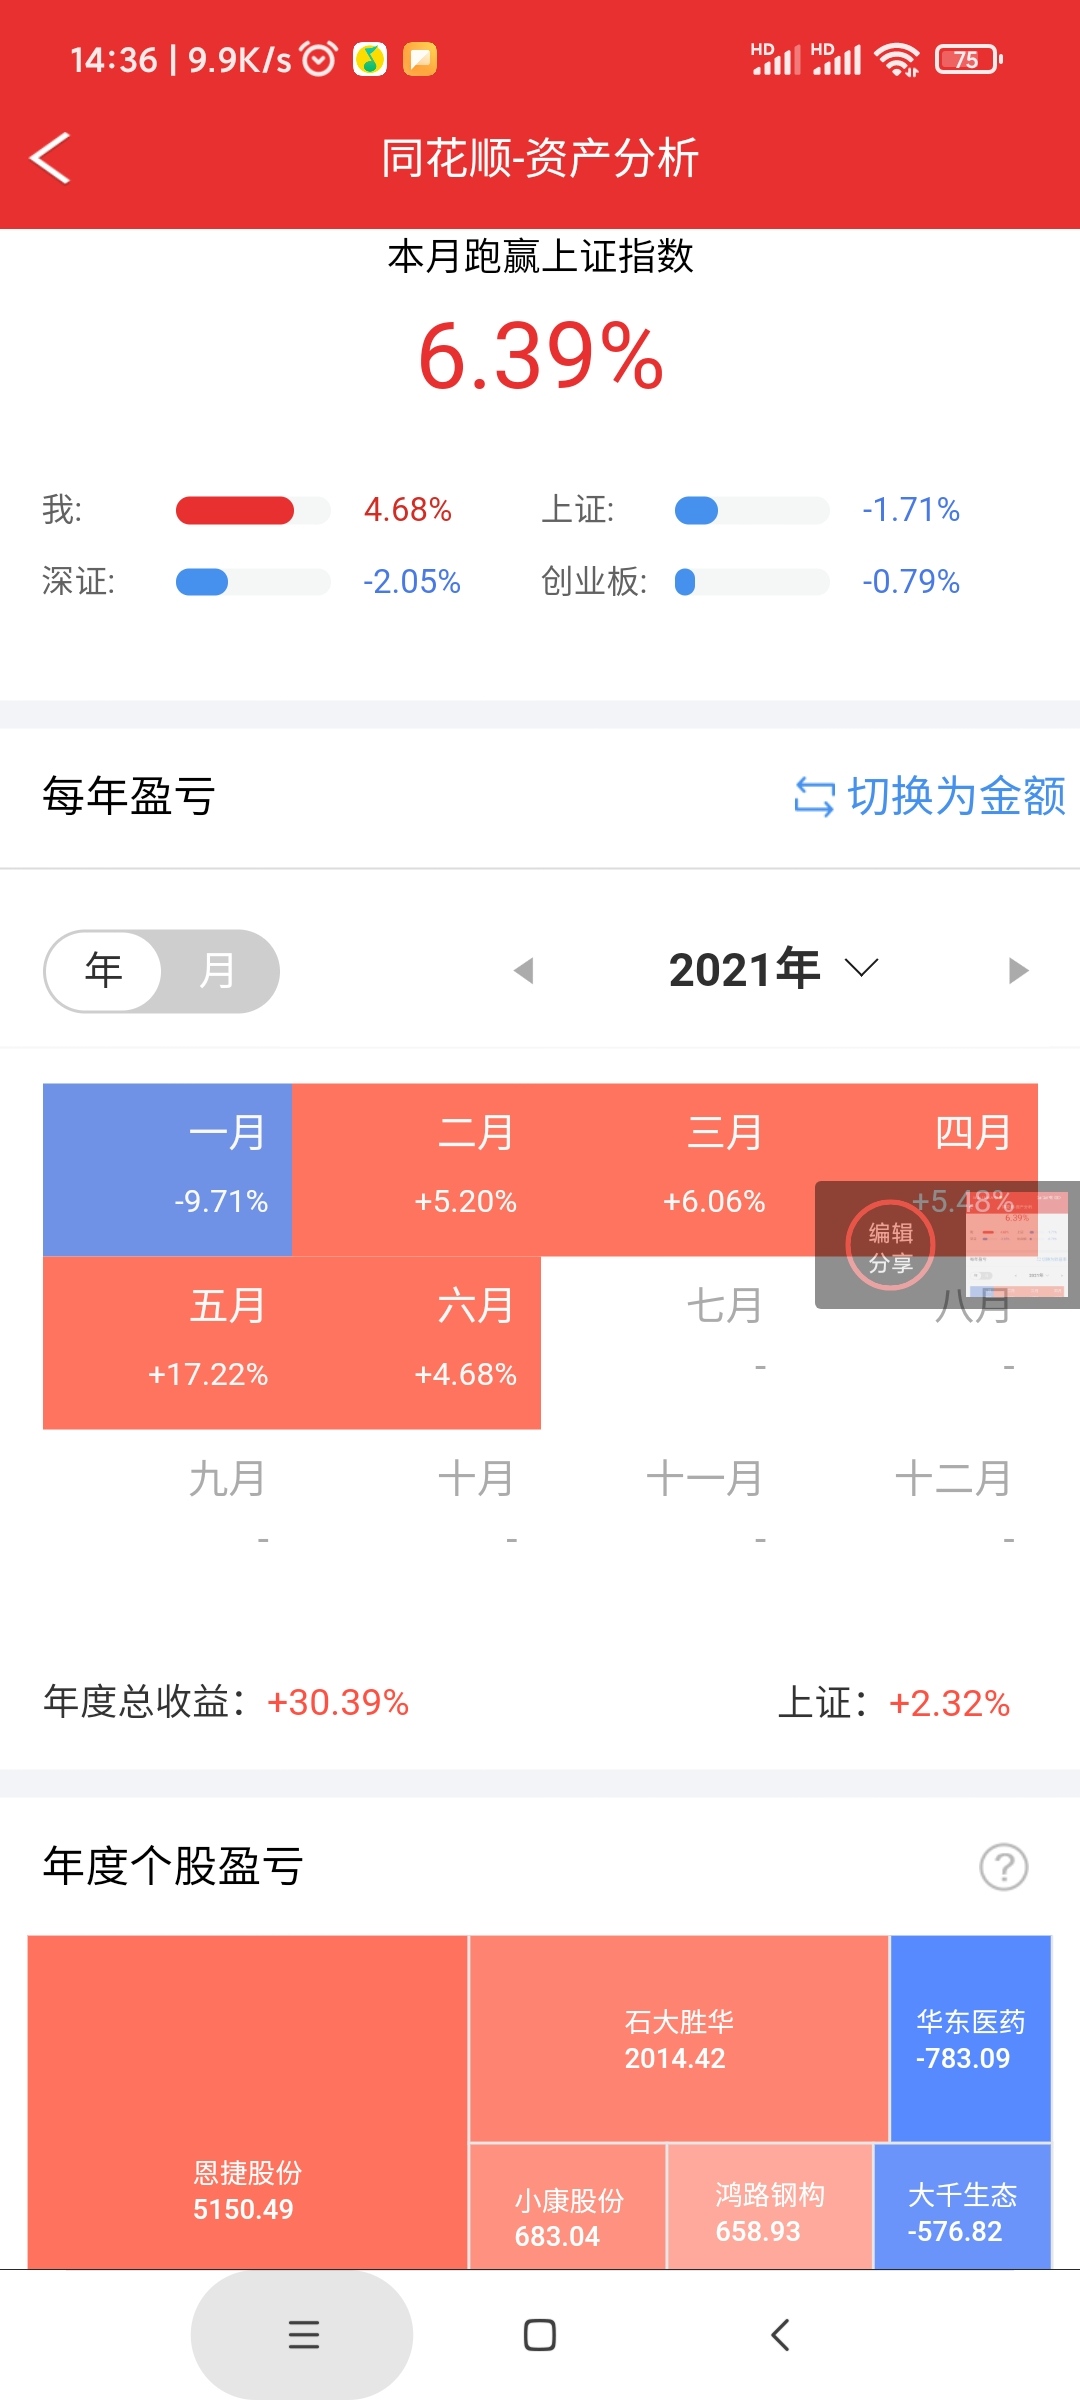 14:36 | 9.9K/s
HD HD 75
同花顺-资产分析
本月跑赢上证指数
6.39%
我: 4.68% 上证: -1.71%
深证: -2.05% 创业板: -0.79%
每年盈亏 切换为金额
年 月 2021年
一月 二月 三月 四月
-9.71% +5.20% +6.06% +5.48%
编辑
分享
6.39%
五月 六月 七月 八月
+17.22% +4.68% - -
九月 十月 十一月 十二月
- - - -
年度总收益：+30.39% 上证：+2.32%
年度个股盈亏 ?
恩捷股份
5150.49
石大胜华
2014.42
华东医药
-783.09
小康股份
683.04
鸿路钢构
658.93
大千生态
-576.82